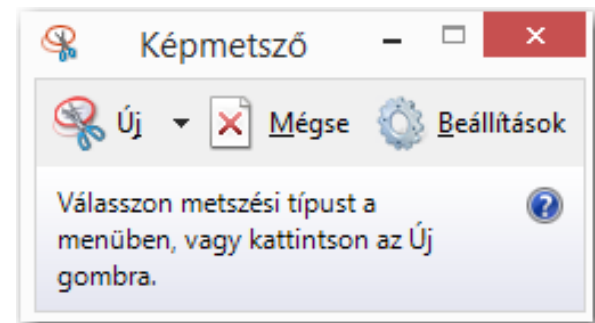 Képmetsző
Új Mégse Beállítások
Válasszon metszési típust a
menüben, vagy kattintson az Új
gombra.